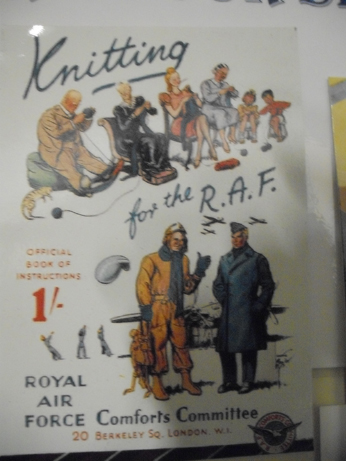 Knitting
for the R.A.F.
OFFICIAL
BOOK OF
INSTRUCTIONS
1/-
ROYAL
AIR
FORCE Comforts Committee
20 BERKELEY SQ. LONDON, W.1.